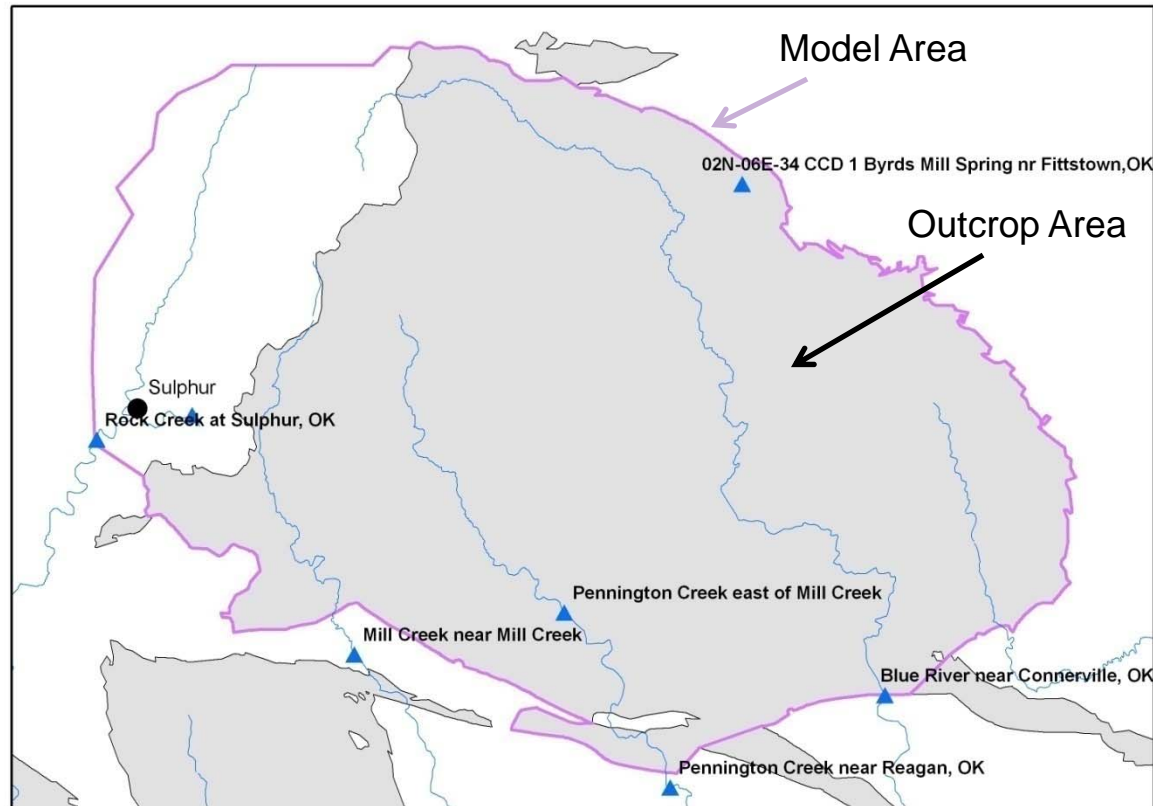 Model Area
02N-06E-34 CCD 1 Byrds Mill Spring nr Fittstown,OK
Outcrop Area
Sulphur
Rock Creek at Sulphur, OK
Pennington Creek east of Mill Creek
Mill Creek near Mill Creek
Blue River near Connerville, OK
Pennington Creek near Reagan, OK